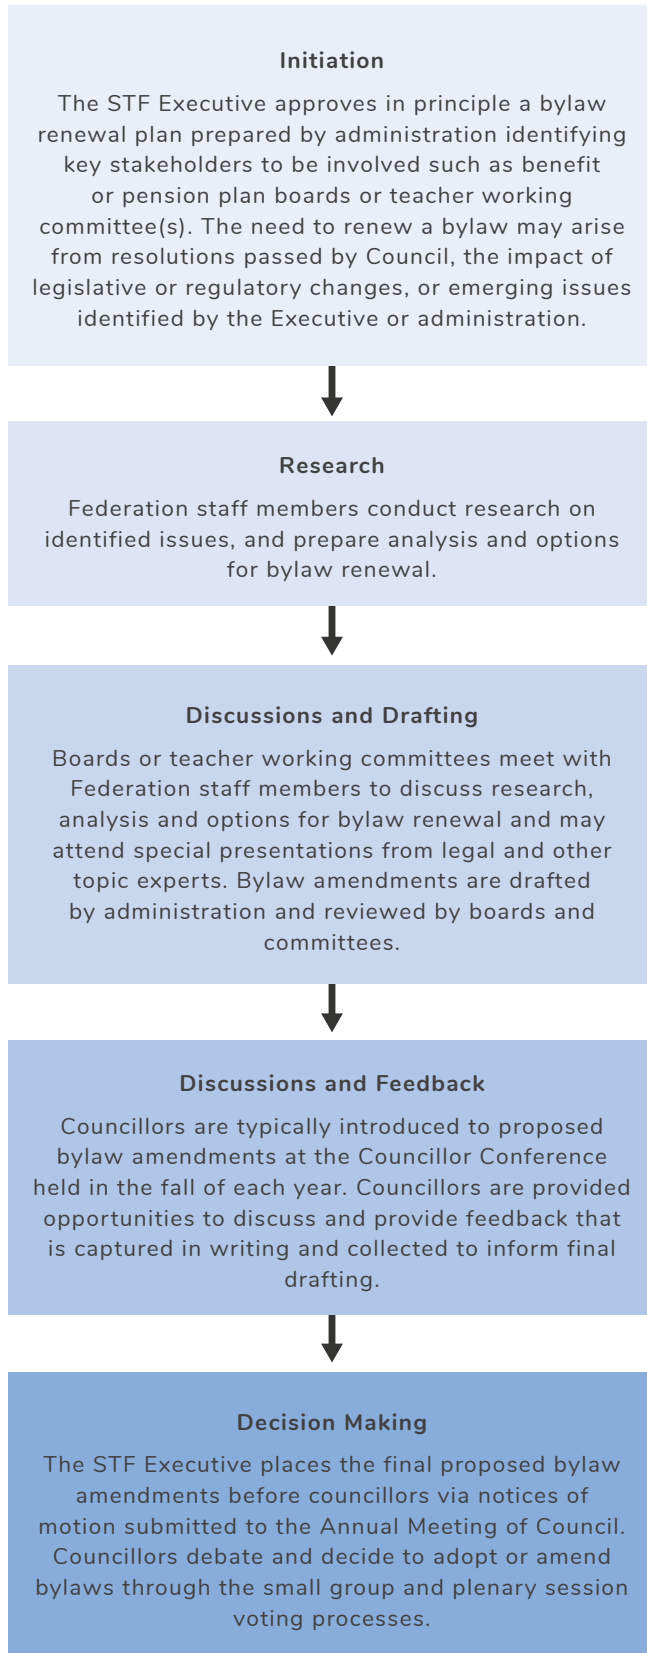 Initiation
The STF Executive approves in principle a bylaw
renewal plan prepared by administration identifying
key stakeholders to be involved such as benefit
or pension plan boards or teacher working
committee(s). The need to renew a bylaw may arise
from resolutions passed by Council, the impact of
legislative or regulatory changes, or emerging issues
identified by the Executive or administration.
Research
Federation staff members conduct research on
identified issues, and prepare analysis and options
for bylaw renewal.
Discussions and Drafting
Boards or teacher working committees meet with
Federation staff members to discuss research,
analysis and options for bylaw renewal and may
attend special presentations from legal and other
topic experts. Bylaw amendments are drafted
by administration and reviewed by boards and
committees.
Discussions and Feedback
Councillors are typically introduced to proposed
bylaw amendments at the Councillor Conference
held in the fall of each year. Councillors are provided
opportunities to discuss and provide feedback that
is captured in writing and collected to inform final
drafting.
Decision Making
The STF Executive places the final proposed bylaw
amendments before councillors via notices of
motion submitted to the Annual Meeting of Council.
Councillors debate and decide to adopt or amend
bylaws through the small group and plenary session
voting processes.